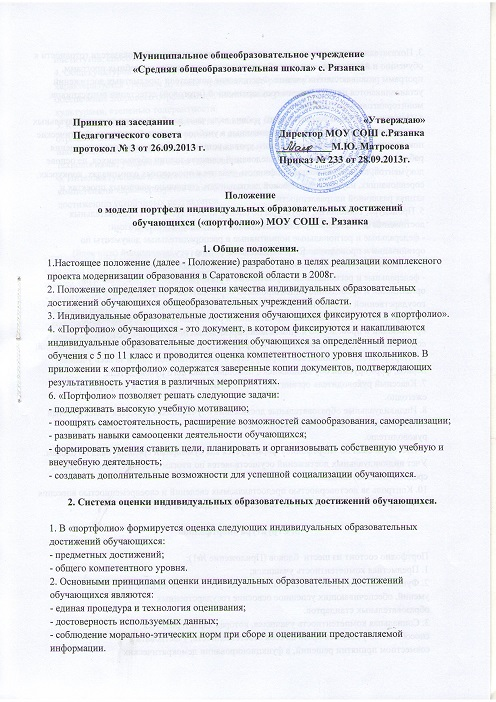 Муниципальное общеобразовательное учреждение
«Средняя общеобразовательная школа» с. Рязанка
Принято на заседании
Педагогического совета
протокол № 3 от 26.09.2013 г.
«Утверждаю»
Директор МОУ СОШ с.Рязанка
М.Ю. Матросова
Приказ № 233 от 28.09.2013г.
Положение
о модели портфеля индивидуальных образовательных достижений
обучающихся («портфолио») МОУ СОШ с. Рязанка
1. Общие положения.
1.Настоящее положение (далее - Положение) разработано в целях реализации комплексного
проекта модернизации образования в Саратовской области в 2008г.
2. Положение определяет порядок оценки качества индивидуальных образовательных
достижений обучающихся общеобразовательных учреждений области.
3. Индивидуальные образовательные достижения обучающихся фиксируются в «портфолио».
4. «Портфолио» обучающихся - это документ, в котором фиксируются и накапливаются
индивидуальные образовательные достижения обучающихся за определённый период
обучения с 5 по 11 класс и проводится оценка компетентностного уровня школьников. В
приложении к «портфолио» содержатся заверенные копии документов, подтверждающих
результативность участия в различных мероприятиях.
6. «Портфолио» позволяет решать следующие задачи:
- поддерживать высокую учебную мотивацию;
- поощрять самостоятельность, расширение возможностей самообразования, самореализации;
- развивать навыки самооценки деятельности обучающихся;
- формировать умения ставить цели, планировать и организовывать собственную учебную и
внеучебную деятельность;
- создавать дополнительные возможности для успешной социализации обучающихся.
2. Система оценки индивидуальных образовательных достижений обучающихся.
1. В «портфолио» формируется оценка следующих индивидуальных образовательных
достижений обучающихся:
- предметных достижений;
- общего компетентного уровня.
2. Основными принципами оценки индивидуальных образовательных достижений
обучающихся являются:
- единая процедура и технология оценивания;
- достоверность используемых данных;
- соблюдение морально-этических норм при сборе и оценивании предоставляемой
информации.